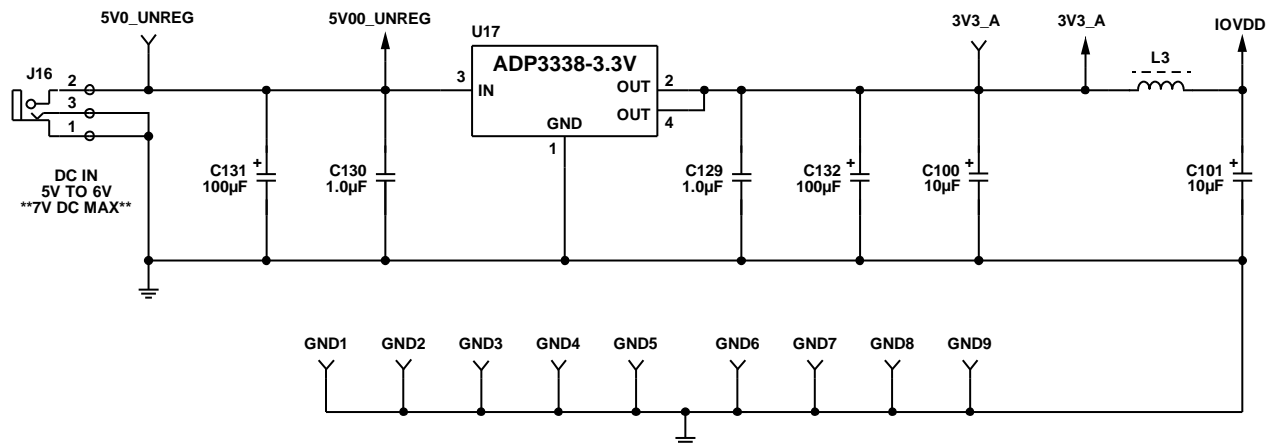 5V0_UNREG
5V00_UNREG
3V3_A
3V3_A
IOVDD
U17
ADP3338-3.3V
3
IN
OUT
2
OUT
4
GND
1
L3
J16
2
3
1
DC IN
5V TO 6V
**7V DC MAX**
C131
100µF
+
C130
1.0µF
C129
1.0µF
C132
100µF
+
C100
10µF
+
C101
10µF
+
GND1
GND2
GND3
GND4
GND5
GND6
GND7
GND8
GND9